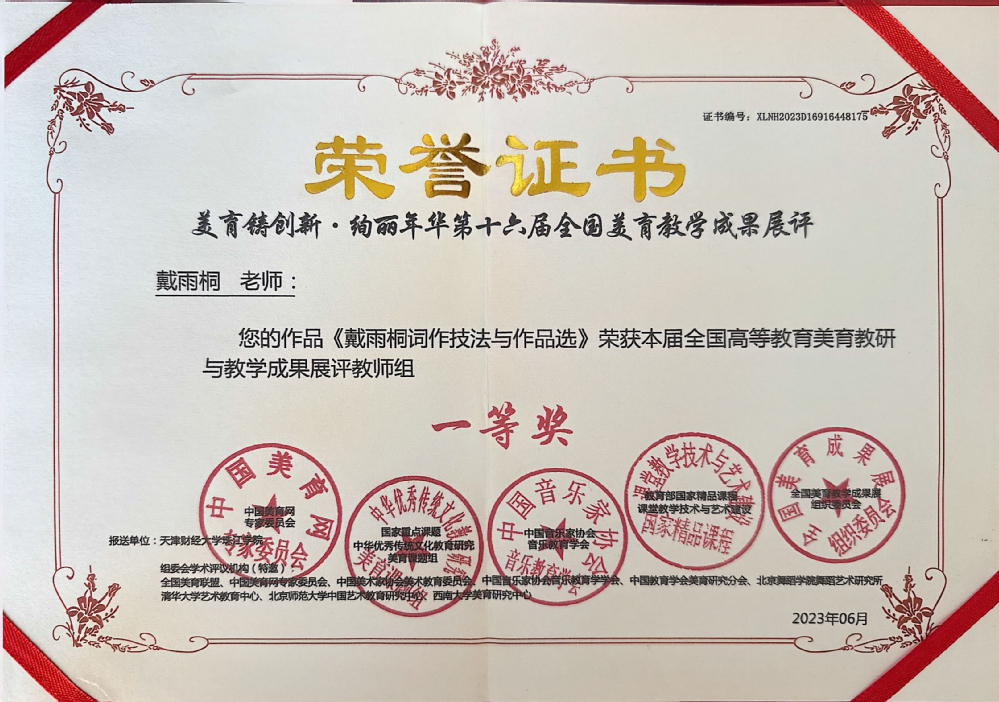 证书编号：XLNH2023D16916448175
荣誉证书
美育铸创新·绚丽年华第十六届全国美育教学成果展评
戴雨桐 老师：
您的作品《戴雨桐词作技法与作品选》荣获本届全国高等教育美育教研
与教学成果展评教师组
一等奖
中国美育网
专家委员会
中国美育网
专家委员会
国家重点课题
中华优秀传统文化教育研究
美育课题组
中国音乐家协会
音乐教育学会
中国音乐家协会
音乐教育学会
课堂教学技术与艺术建设
国家精品课程
教育部国家精品课程
课堂教学技术与艺术建设
全国美育成果展
组织委员会
全国美育教学成果展
组织委员会
报送单位：天津财经大学珠江学院
组委会学术评议机构（特邀）
全国美育联盟、中国美育网专家委员会、中国美术家协会美术教育委员会、中国音乐家协会音乐教育学学会、中国教育学会美育研究分会、北京舞蹈学院舞蹈艺术研究所
清华大学艺术教育中心、北京师范大学中国艺术教育研究中心、西南大学美育研究中心
2023年06月